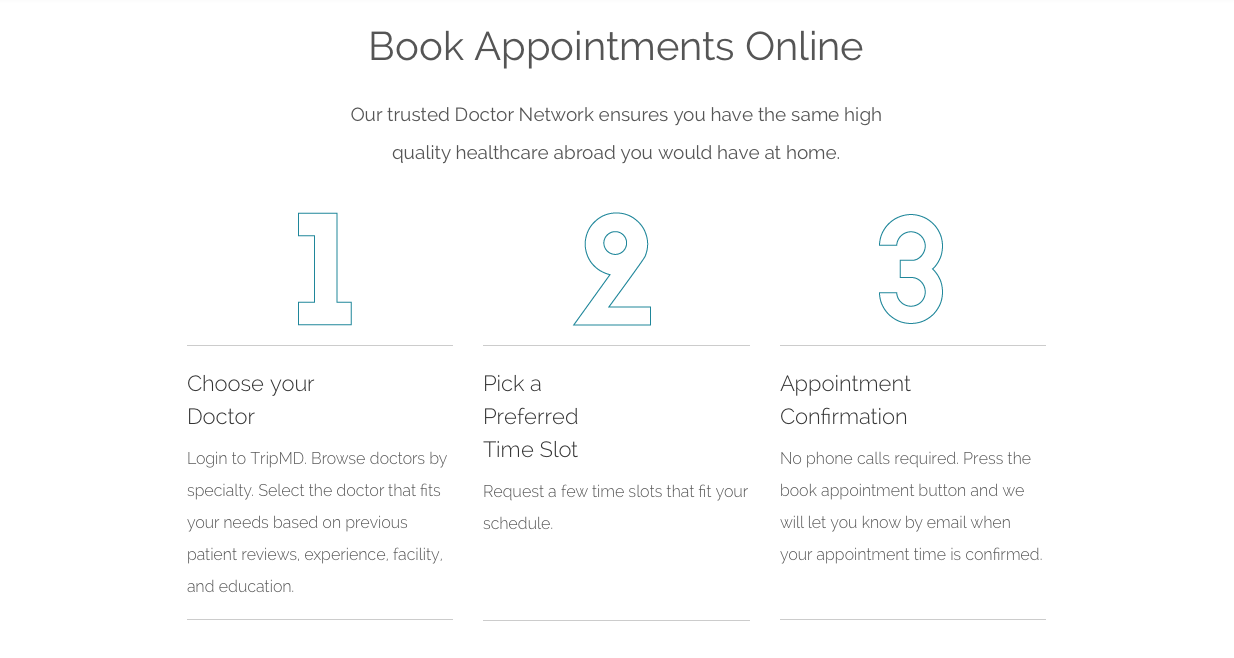 Book Appointments Online
Our trusted Doctor Network ensures you have the same high
quality healthcare abroad you would have at home.
1
Choose your
Doctor
Login to TripMD. Browse doctors by
specialty. Select the doctor that fits
your needs based on previous
patient reviews, experience, facility,
and education.
2
Pick a
Preferred
Time Slot
Request a few time slots that fit your
schedule.
3
Appointment
Confirmation
No phone calls required. Press the
book appointment button and we
will let you know by email when
your appointment time is confirmed.